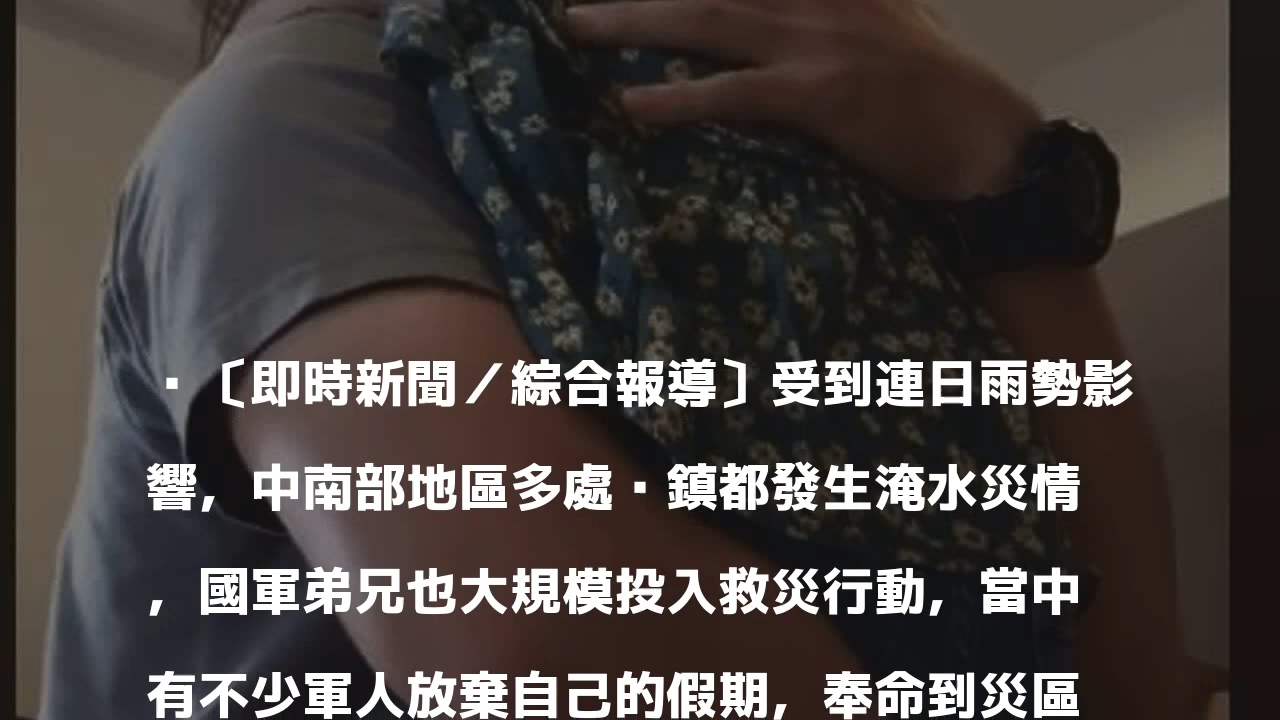 ▪〔即時新聞／綜合報導〕受到連日雨勢影
響，中南部地區多處▪鎮都發生淹水災情
，國軍弟兄也大規模投入救災行動，當中
有不少軍人放棄自己的假期，奉命到災區